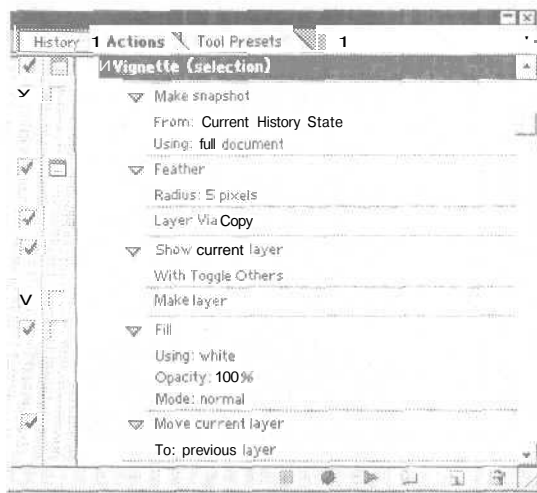 History 1 Actions Tool Presets 1
Vignette (selection)
Make snapshot
From: Current History State
Using: full document
Feather
Radius: 5 pixels
Layer Via Copy
Show current layer
With Toggle Others
Make layer
Fill
Using: white
Opacity: 100%
Mode: normal
Move current layer
To: previous layer